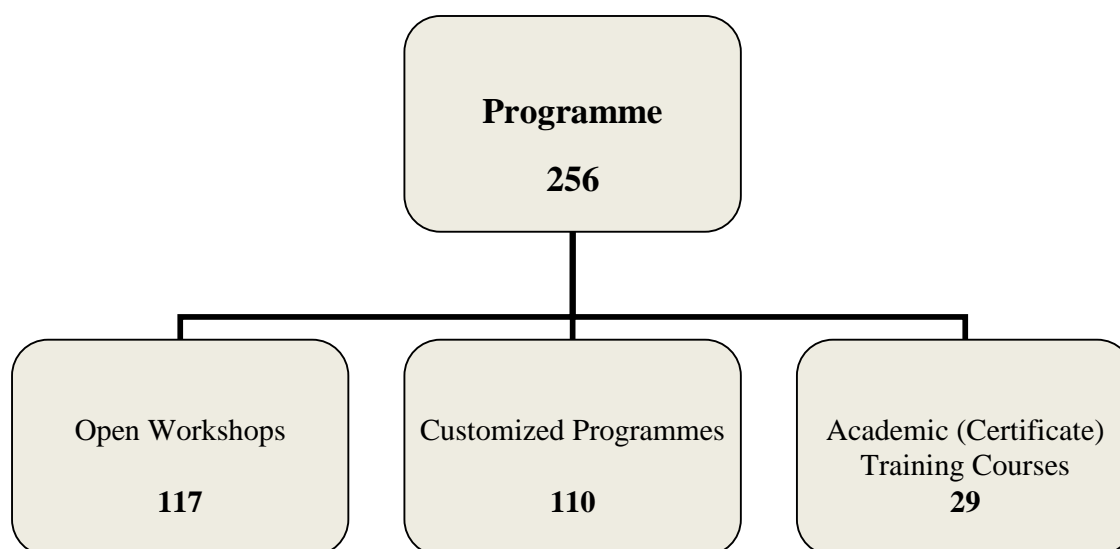 Programme
256
Open Workshops
117
Customized Programmes
110
Academic (Certificate)
Training Courses
29